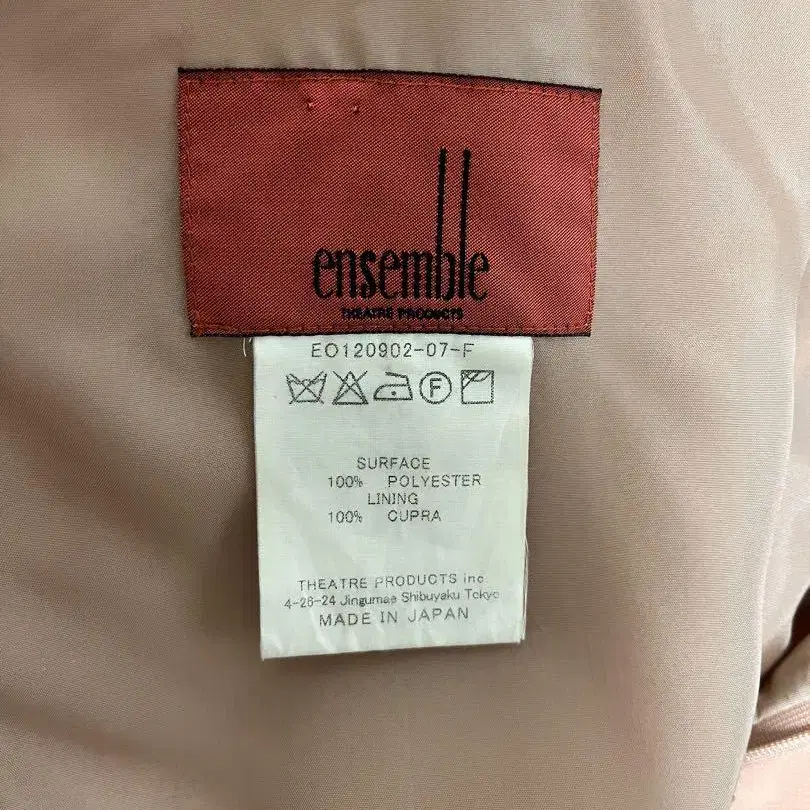 ensemble
THEATRE PRODUCTS
EO120902-07-F
F
SURFACE
100% POLYESTER
LINING
100% CUPRA
THEATRE PRODUCTS inc
4-26-24 Jingumae Shibuyaku Tokyo
MADE IN JAPAN